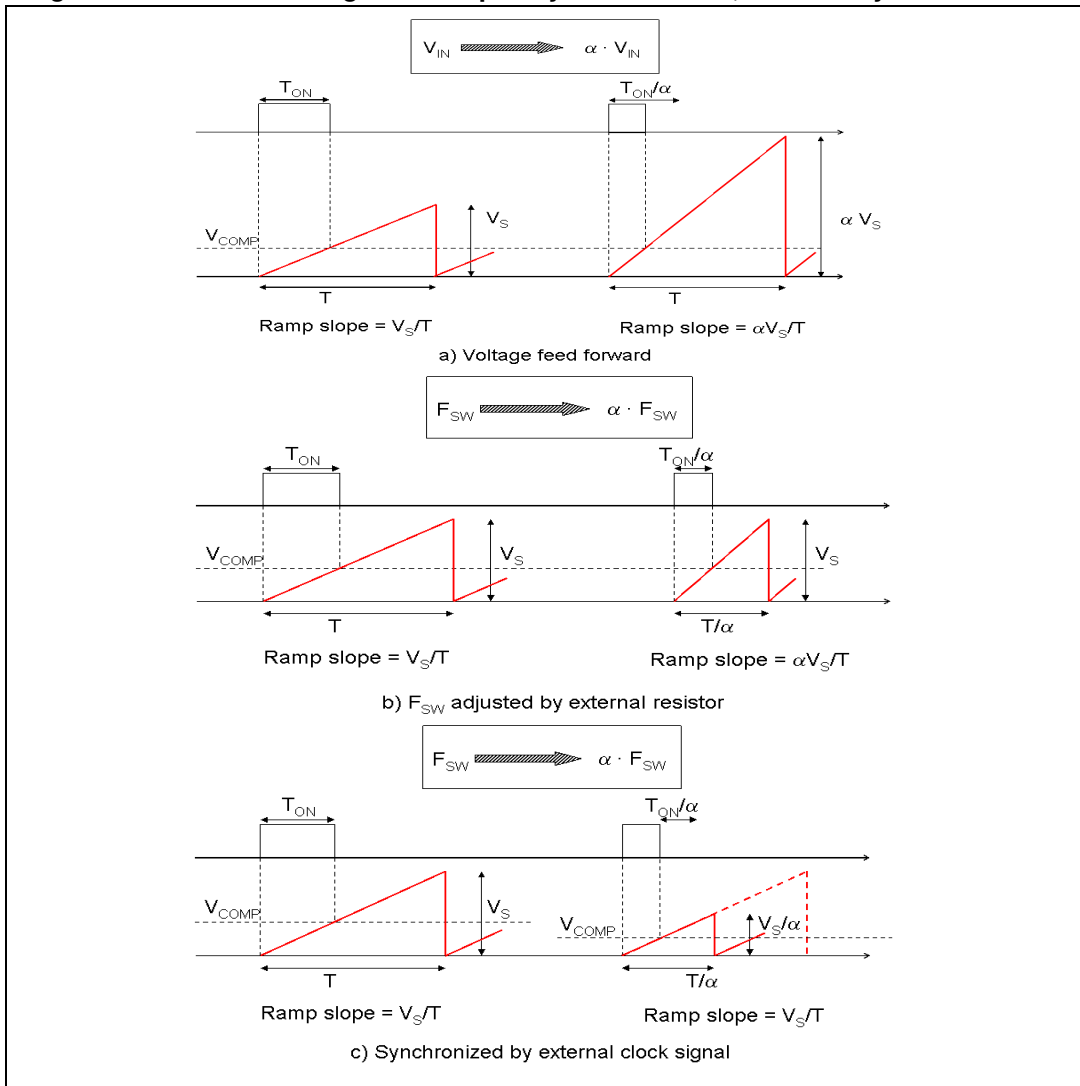 V_IN α · V_IN
T_ON T_ON/α
V_S α V_S
V_COMP
T T
Ramp slope = V_S/T Ramp slope = αV_S/T
a) Voltage feed forward
F_SW α · F_SW
T_ON T_ON/α
V_COMP V_S V_S
T T/α
Ramp slope = V_S/T Ramp slope = αV_S/T
b) F_SW adjusted by external resistor
F_SW α · F_SW
T_ON T_ON/α
V_COMP V_S V_COMP V_S/α
T T/α
Ramp slope = V_S/T Ramp slope = V_S/T
c) Synchronized by external clock signal